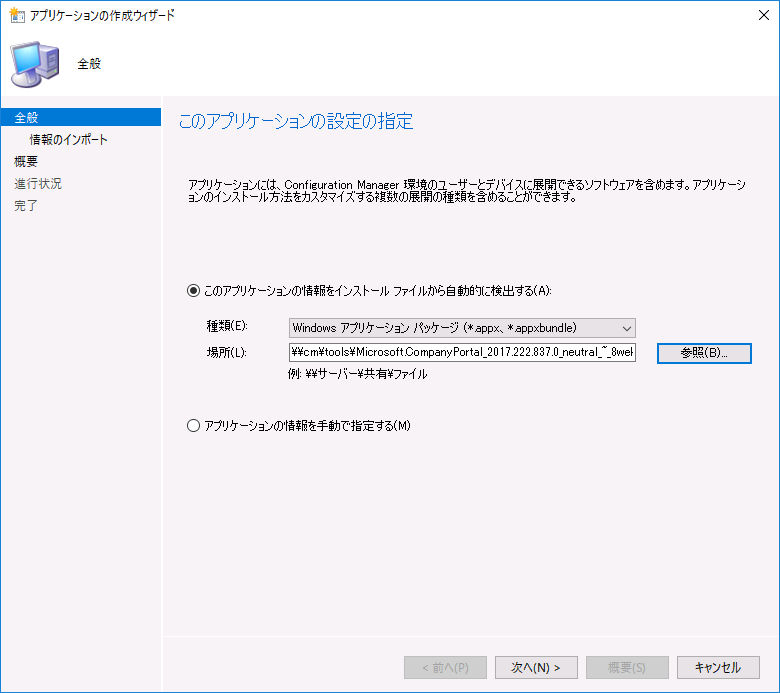 アプリケーションの作成ウィザード
全般
全般
情報のインポート
概要
進行状況
完了
このアプリケーションの設定の指定
アプリケーションには、Configuration Manager 環境のユーザーとデバイスに展開できるソフトウェアを含めます。アプリケーシ
ョンのインストール方法をカスタマイズする複数の展開の種類を含めることができます。
このアプリケーションの情報をインストール ファイルから自動的に検出する(A):
種類(E):
Windows アプリケーション パッケージ (*.appx、*.appxbundle)
場所(L):
¥¥cm¥tools¥Microsoft.CompanyPortal_2017.222.837.0_neutral_~_8wel
参照(B)...
例: ¥¥サーバー¥共有¥ファイル
アプリケーションの情報を手動で指定する(M)
< 前へ(P)
次へ(N) >
概要(S)
キャンセル